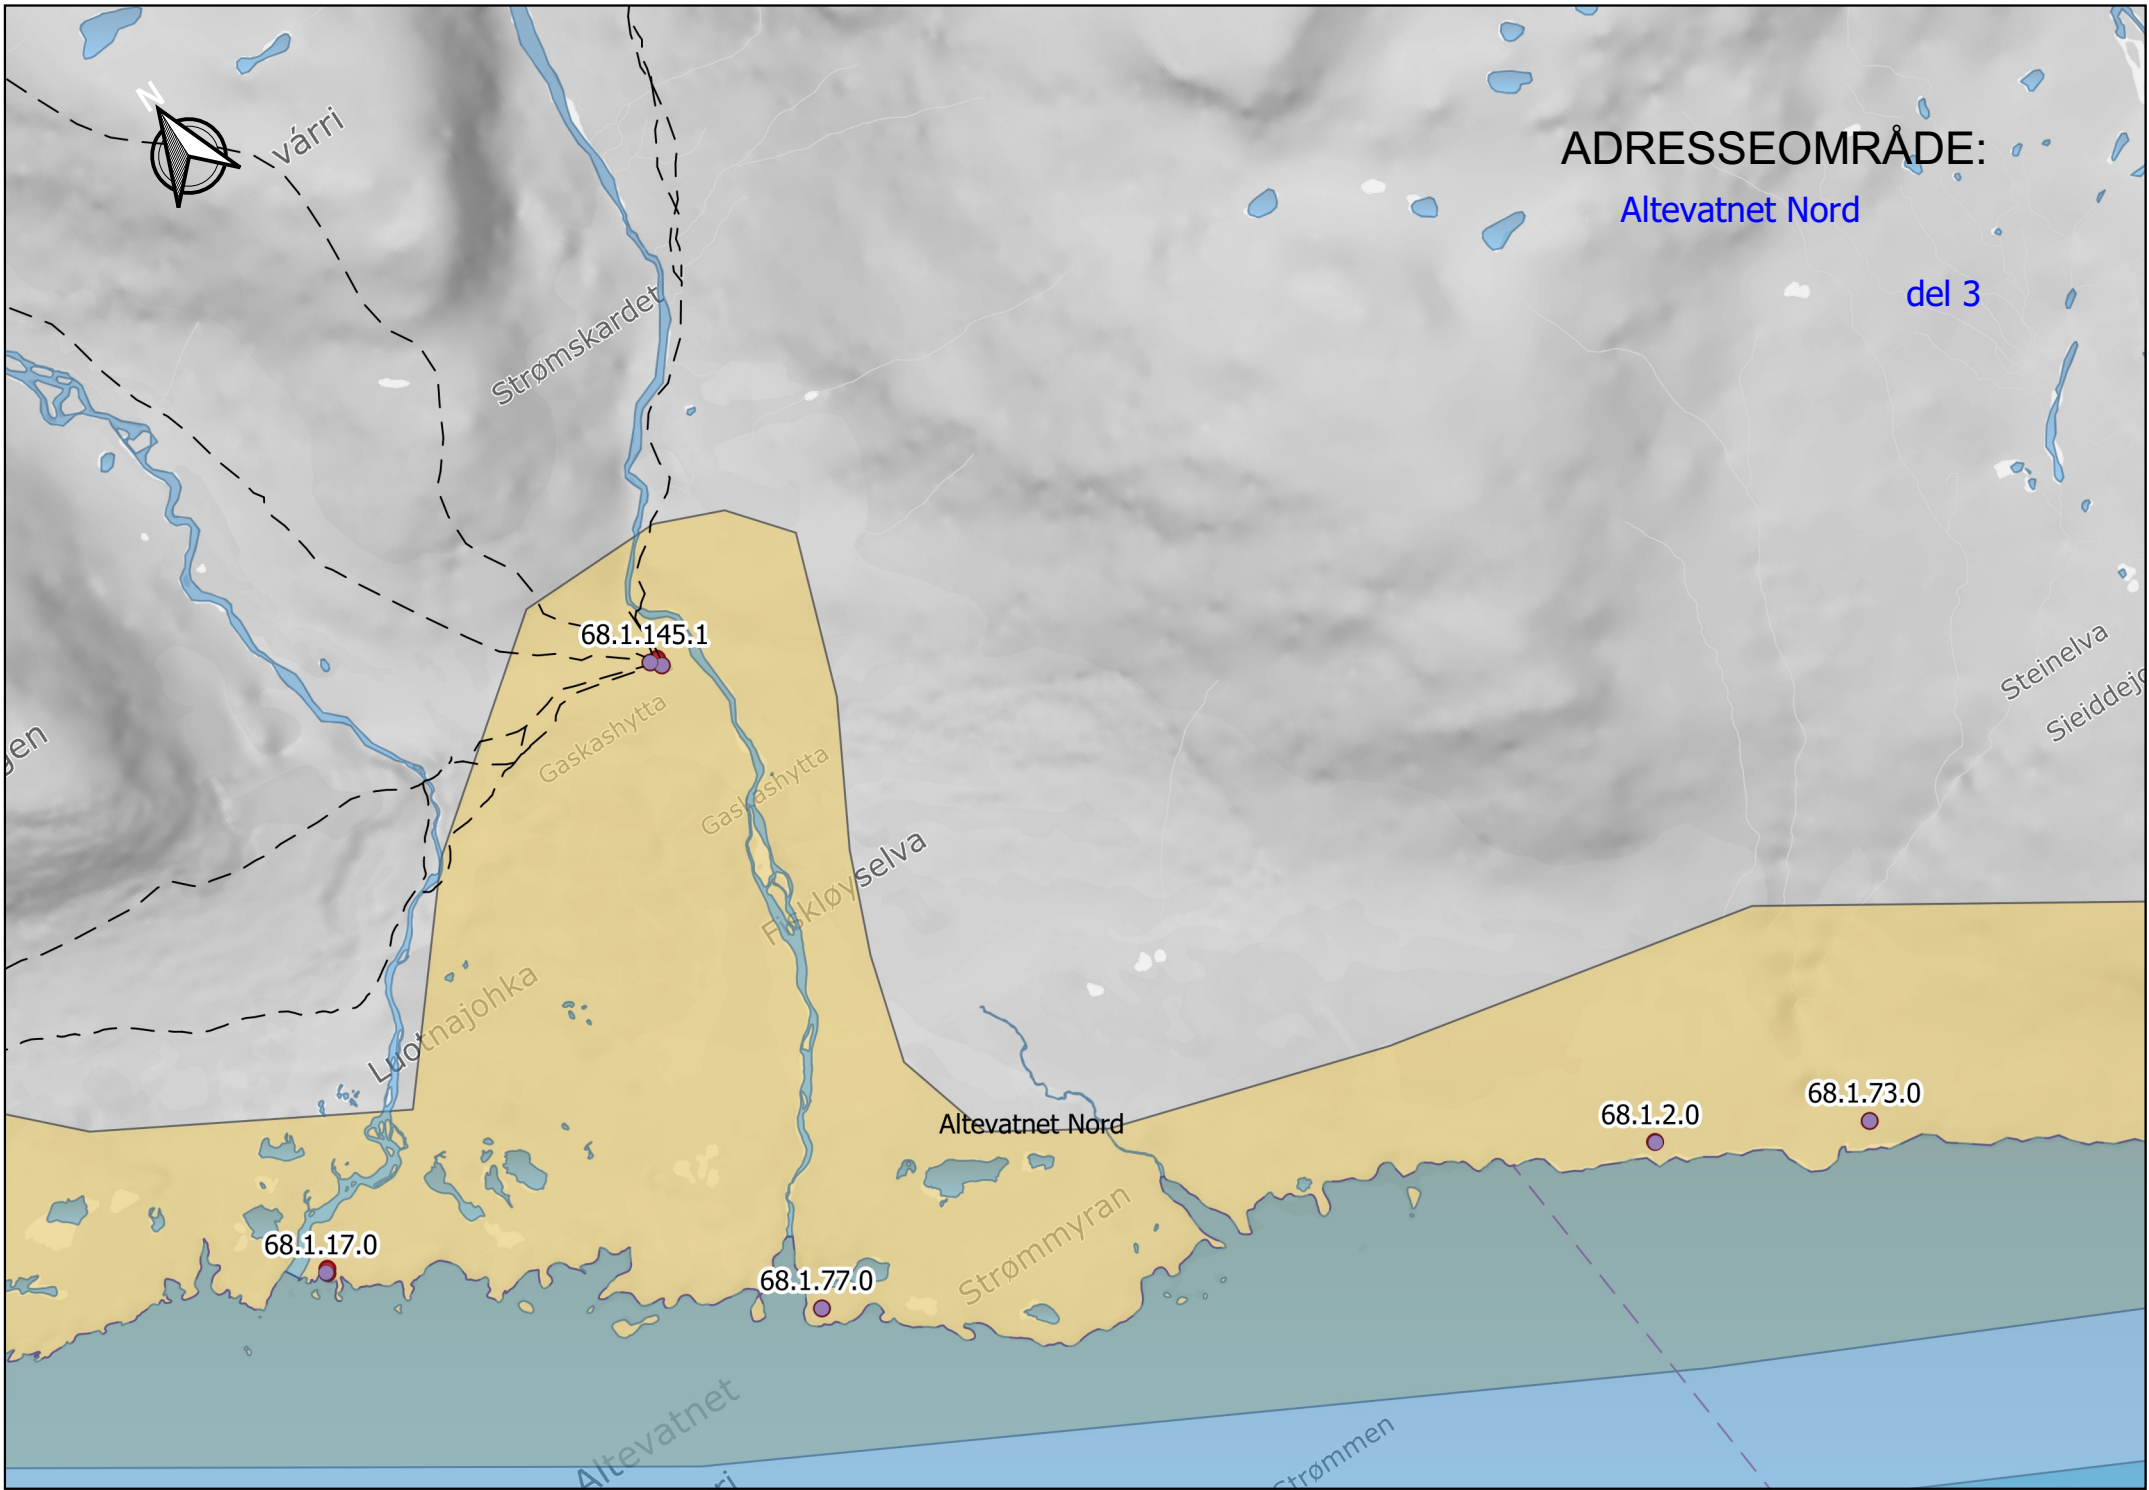 N
várri
ADRESSEOMRÅDE:
Altevatnet Nord
del 3
Strømskardet
68.1.145.1
Steinelva
Gaskashytta
Gaskashytta
Fiskløyselva
Luotnajohka
68.1.73.0
68.1.2.0
Altevatnet Nord
Strømmyran
68.1.17.0
68.1.77.0
Altevatnet
Strømmen